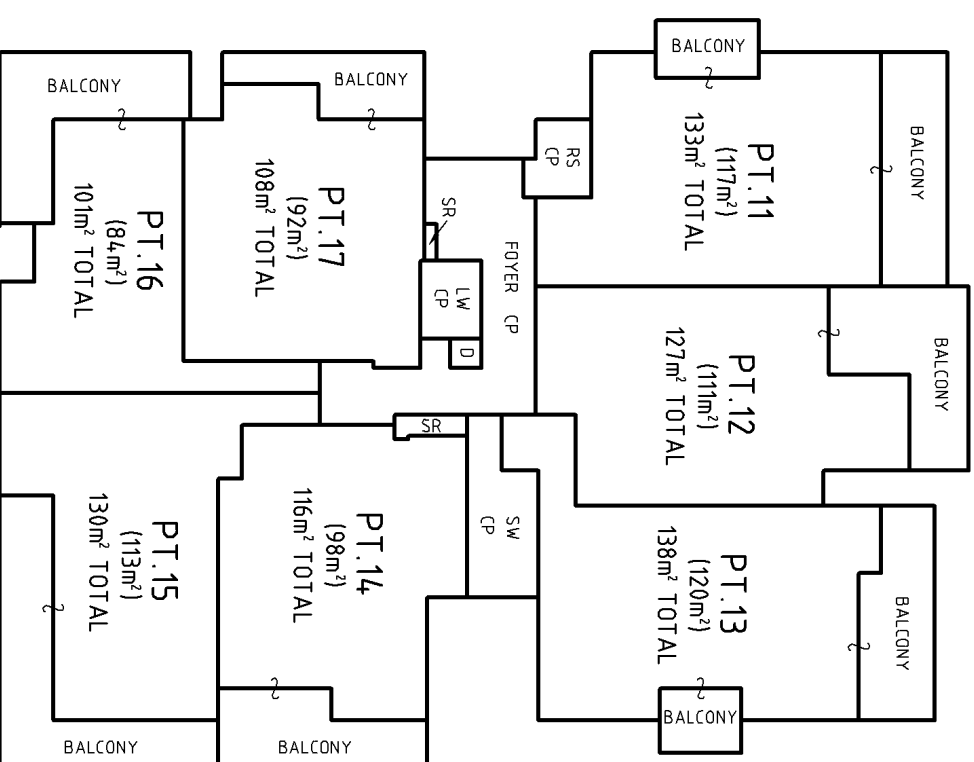 BALCONY
BALCONY
BALCONY
BALCONY
PT.11
(117m²)
133m² TOTAL
RS
CP
PT.17
(92m²)
108m² TOTAL
PT.16
(84m²)
101m² TOTAL
SR
FOYER CP
LW
CP
D
PT.12
(111m²)
127m² TOTAL
BALCONY
SR
SW
CP
PT.15
(113m²)
130m² TOTAL
PT.14
(98m²)
116m² TOTAL
PT.13
(120m²)
138m² TOTAL
BALCONY
BALCONY
BALCONY
BALCONY